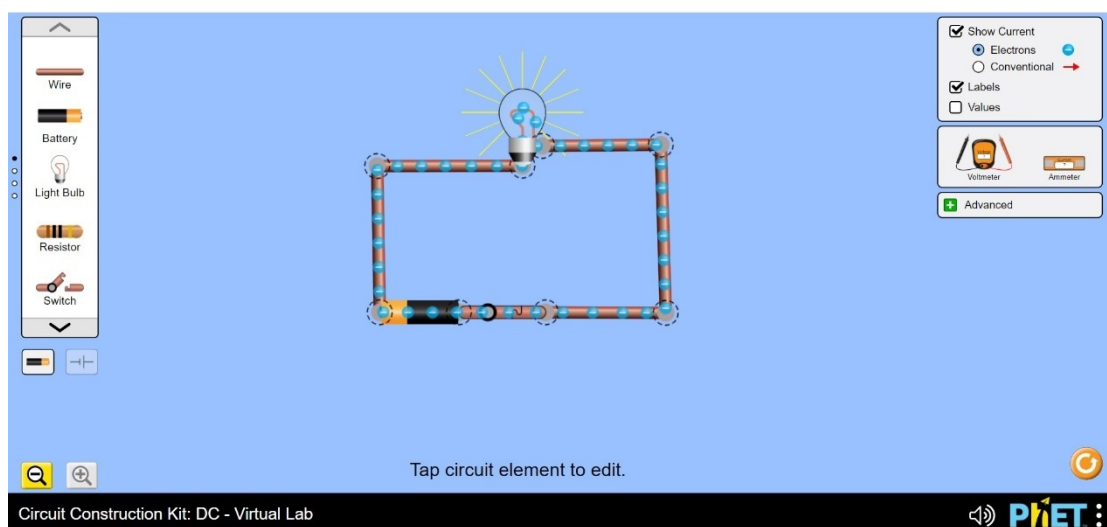 Wire
Battery
Light Bulb
Resistor
Switch
Show Current
Electrons
Conventional
Labels
Values
Voltmeter
Ammeter
Advanced
Tap circuit element to edit.
Circuit Construction Kit: DC - Virtual Lab
PhET